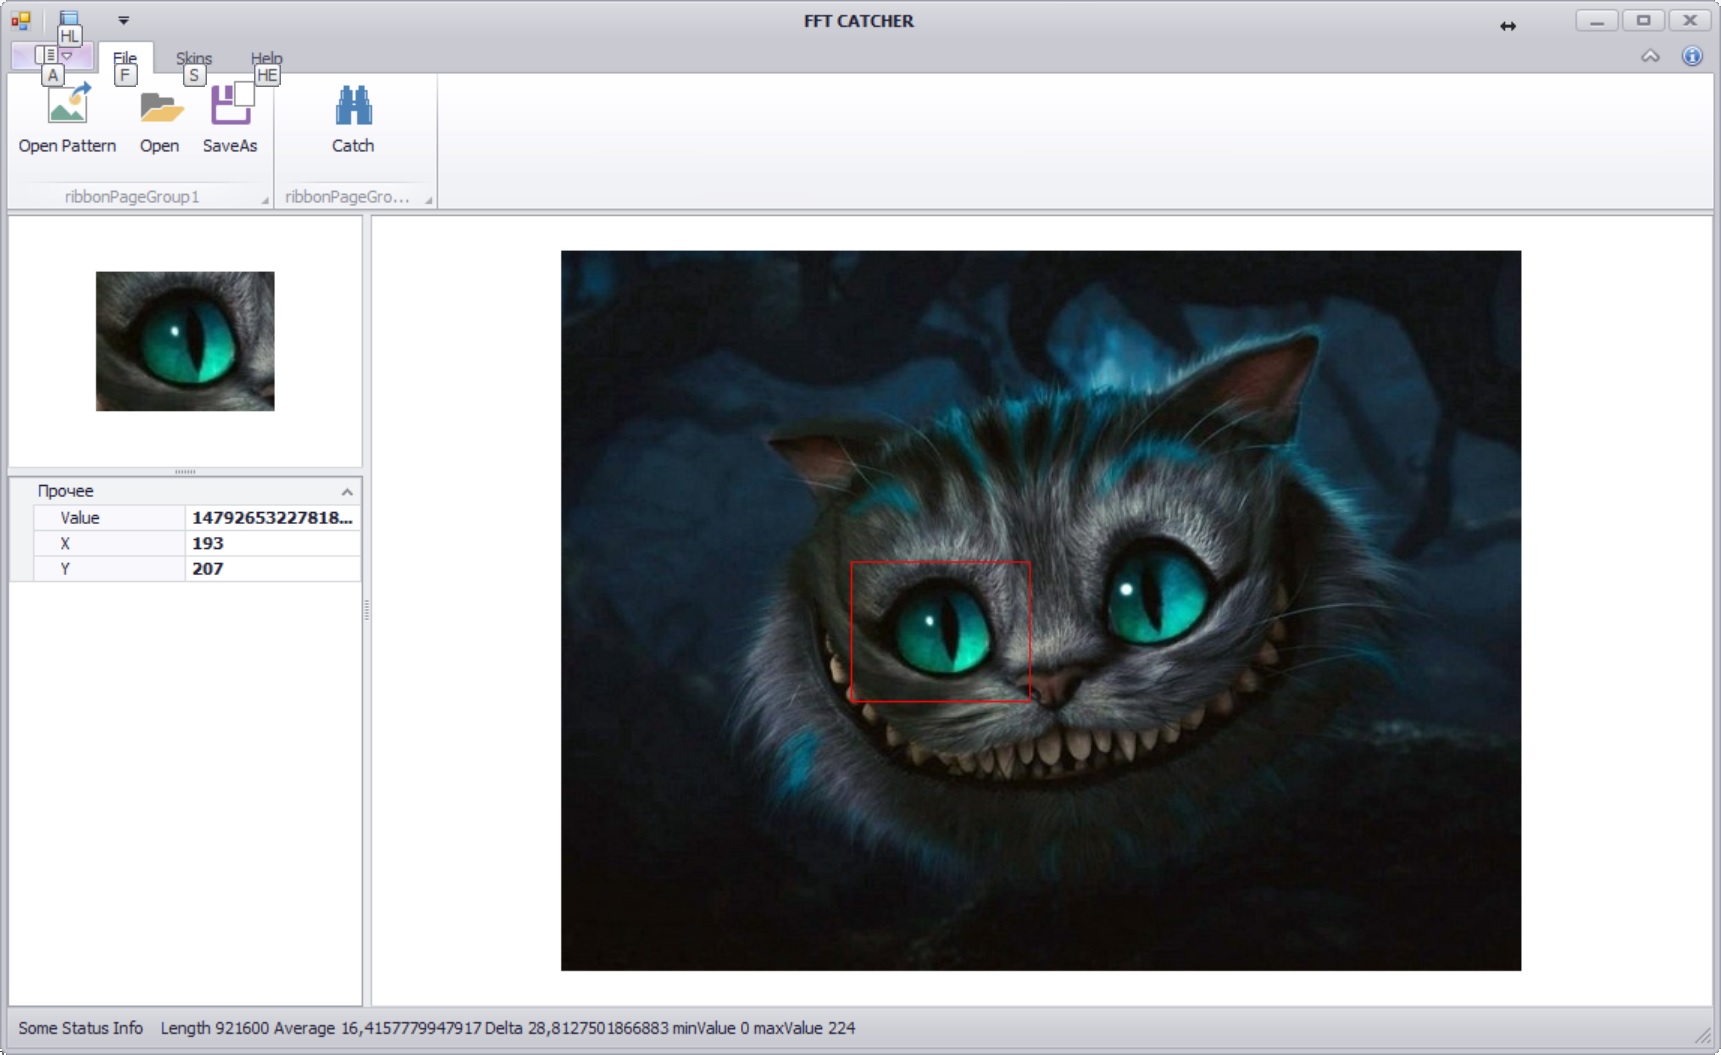 FFT CATCHER
HL
File Skins Help
A F S HE
Open Pattern Open SaveAs Catch
ribbonPageGroup1 ribbonPageGro...
Прочее
Value 14792653227818...
X 193
Y 207
Some Status Info Length 921600 Average 16,4157779947917 Delta 28,8127501866883 minValue 0 maxValue 224